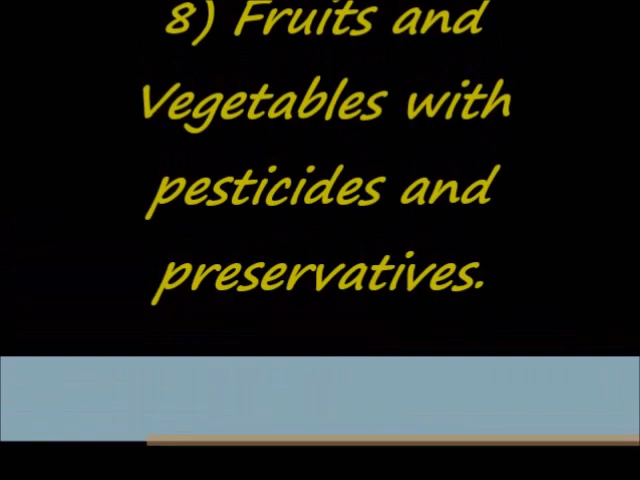 8) Fruits and
Vegetables with
pesticides and
preservatives.